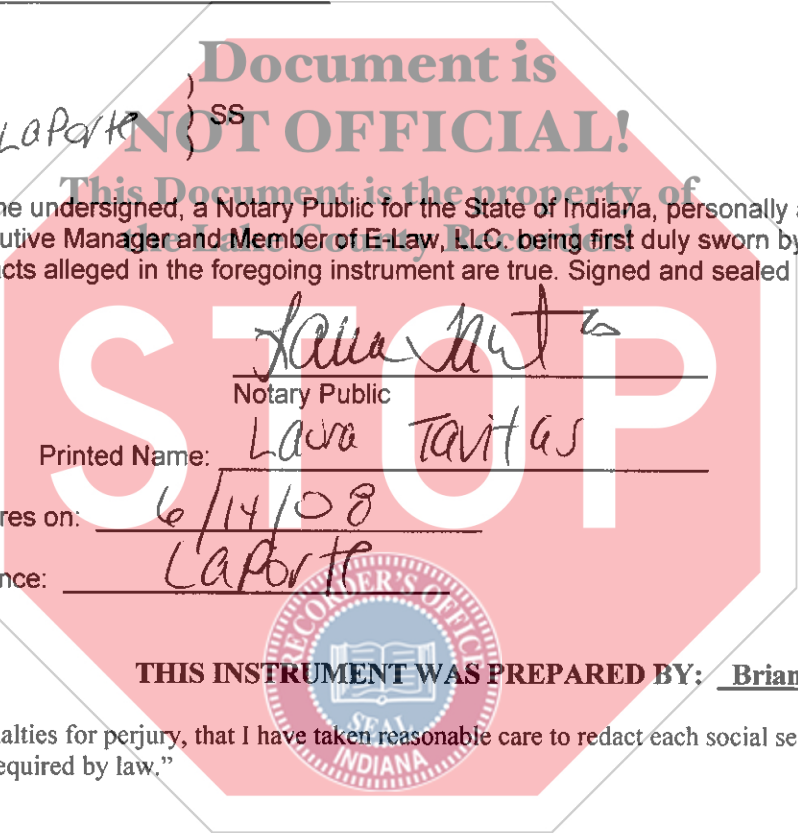 Document is
)
LaPorte } SS
)
NOT OFFICIAL!
This Document is the property of
the Lake County Recorder!
ne undersigned, a Notary Public for the State of Indiana, personally a
utive Manager and Member of E-Law, LLC. being first duly sworn by
acts alleged in the foregoing instrument are true. Signed and sealed
STOP
Notary Public
Printed Name: Laura Tavitas
res on: 6/14/08
nce: LaPorte
RECORDER'S OFFICE
THIS INSTRUMENT WAS PREPARED BY: Brian
SEAL
INDIANA
alties for perjury, that I have taken reasonable care to redact each social se
equired by law.”